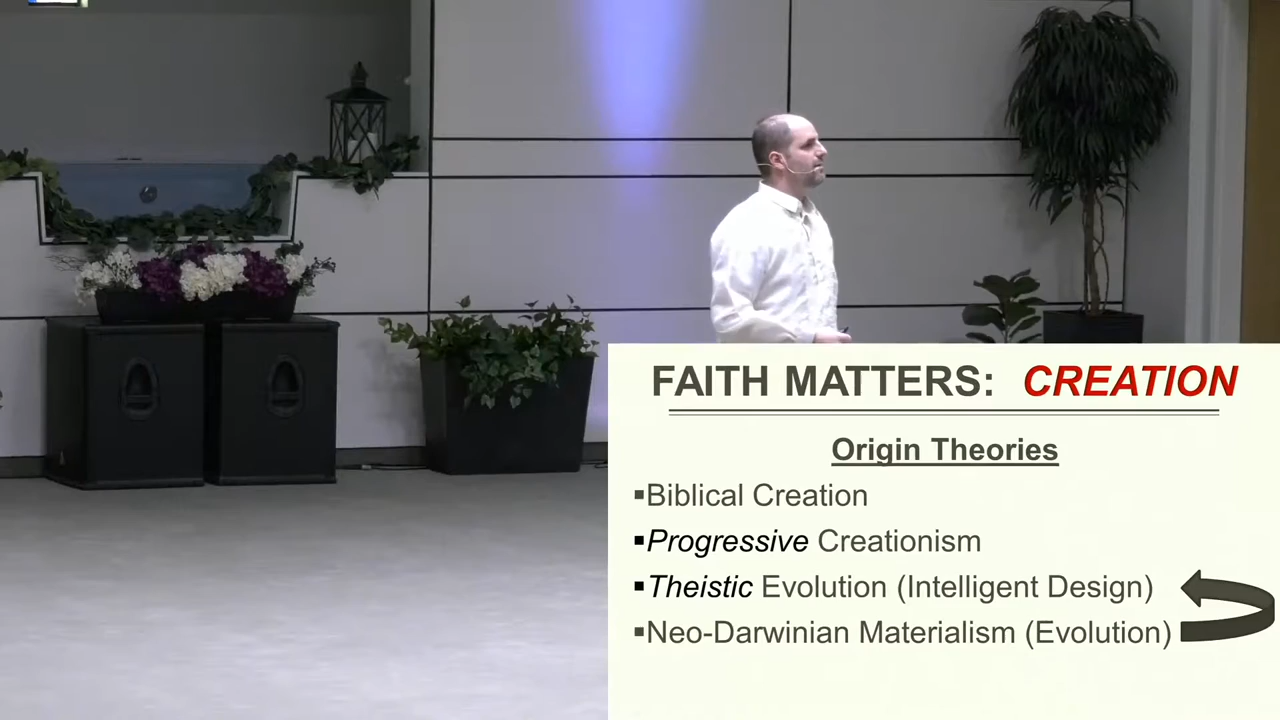 FAITH MATTERS: CREATION
Origin Theories
▪Biblical Creation
▪Progressive Creationism
▪Theistic Evolution (Intelligent Design)
▪Neo-Darwinian Materialism (Evolution)